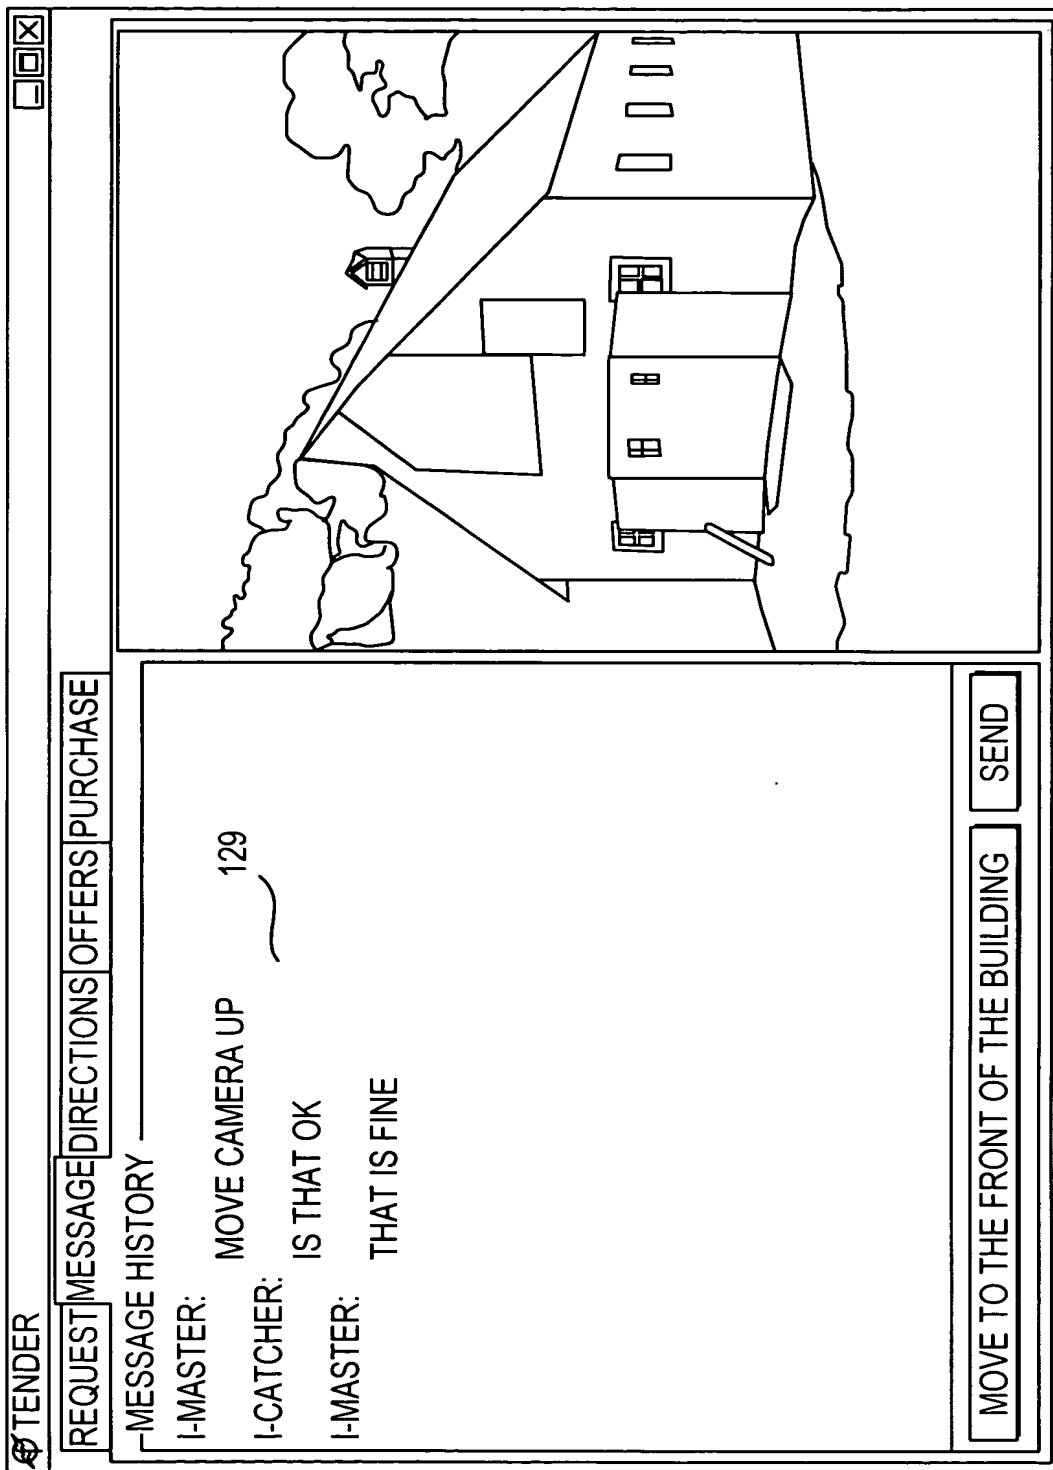 TENDER
REQUEST MESSAGE DIRECTIONS OFFERS PURCHASE
MESSAGE HISTORY
I-MASTER:
MOVE CAMERA UP
129
I-CATCHER:
IS THAT OK
I-MASTER:
THAT IS FINE
MOVE TO THE FRONT OF THE BUILDING SEND